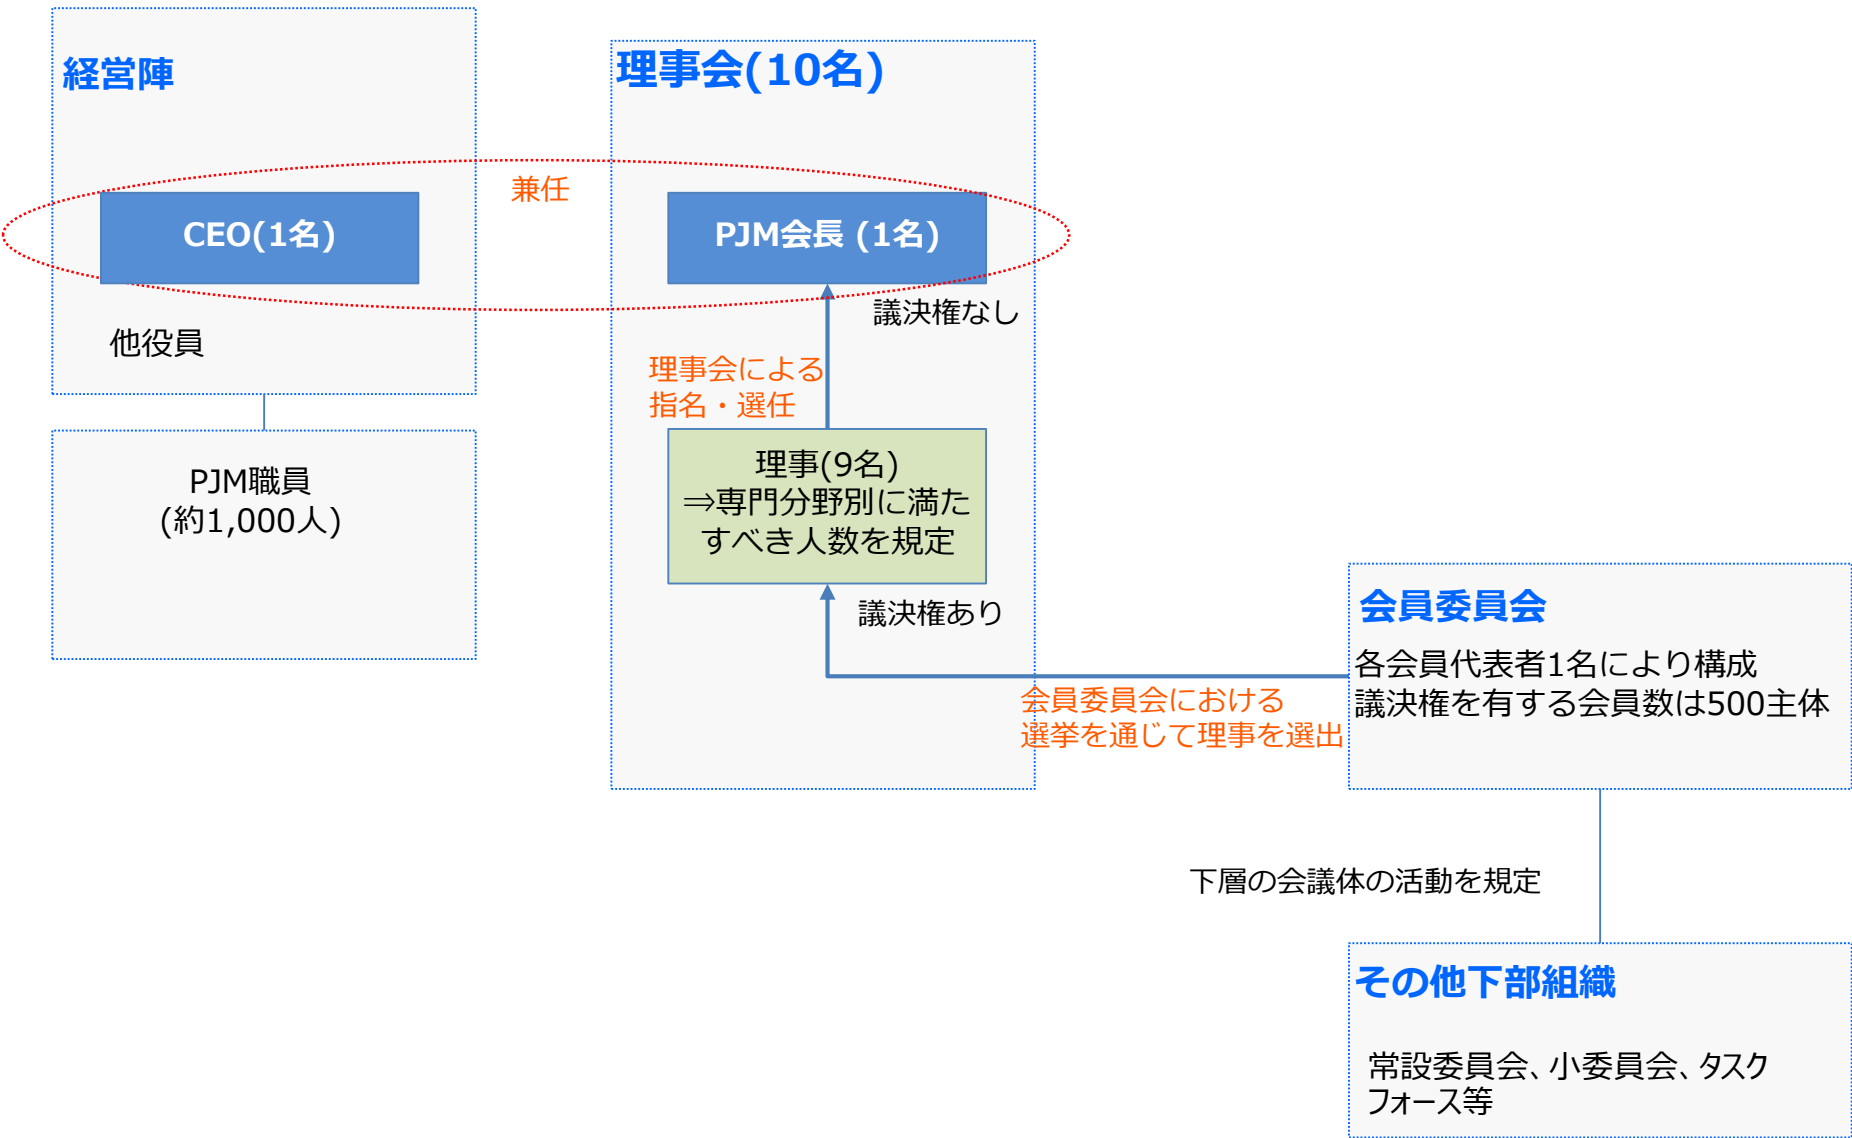 経営陣
理事会(10名)
兼任
CEO(1名)
PJM会長 (1名)
議決権なし
他役員
理事会による
指名・選任
理事(9名)
⇒専門分野別に満た
すべき人数を規定
PJM職員
(約1,000人)
議決権あり
会員委員会
各会員代表者1名により構成
議決権を有する会員数は500主体
会員委員会における
選挙を通じて理事を選出
下層の会議体の活動を規定
その他下部組織
常設委員会、小委員会、タスク
フォース等